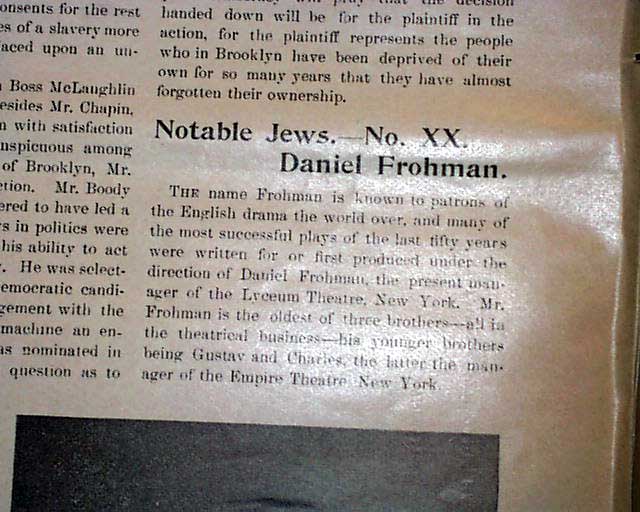 onsents for the rest
es of a slavery more
aced upon an un-
Boss McLaughlin
esides Mr. Chapin,
n with satisfaction
nspicuous among
of Brooklyn, Mr.
ction. Mr. Boody
ered to have led a
rs in politics were
his ability to act
He was select-
emocratic candi-
gement with the
machine an en-
as nominated in
question as to
will the decision
handed down will be for the plaintiff in the
action, for the plaintiff represents the people
who in Brooklyn have been deprived of their
own for so many years that they have almost
forgotten their ownership.
Notable Jews.—No. XX.
Daniel Frohman.
THE name Frohman is known to patrons of
the English drama the world over, and many of
the most successful plays of the last fifty years
were written for or first produced under the
direction of Daniel Frohman, the present man-
ager of the Lyceum Theatre, New York. Mr.
Frohman is the oldest of three brothers—all in
the theatrical business—his younger brothers
being Gustav and Charles, the latter the man-
ager of the Empire Theatre, New York.